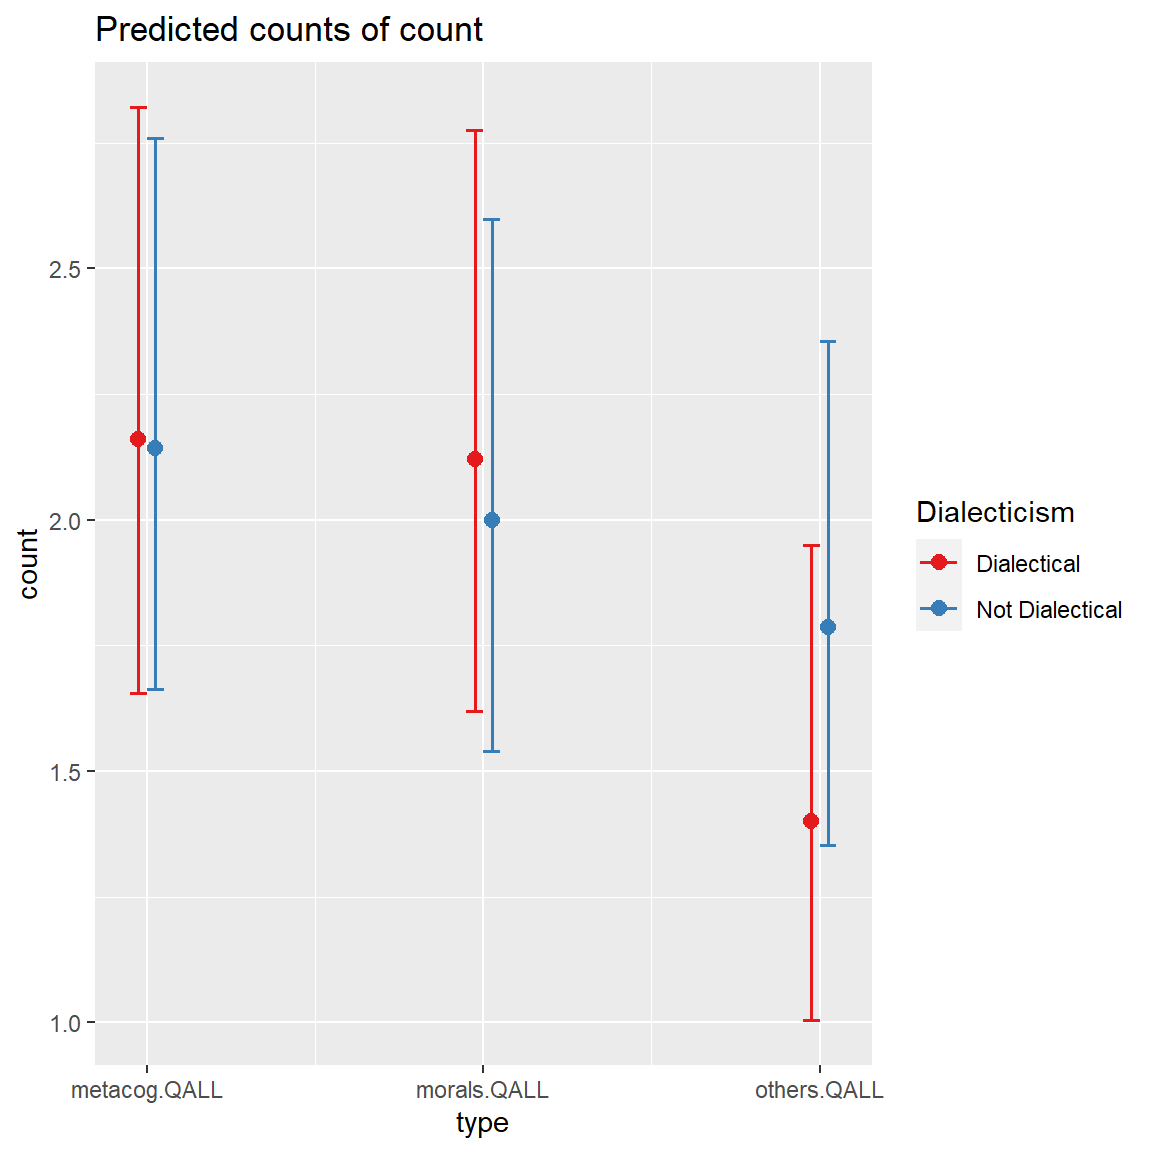 Predicted counts of count
count
2.5
2.0
1.5
1.0
metacog.QALL
morals.QALL
others.QALL
type
Dialecticism
Dialectical
Not Dialectical